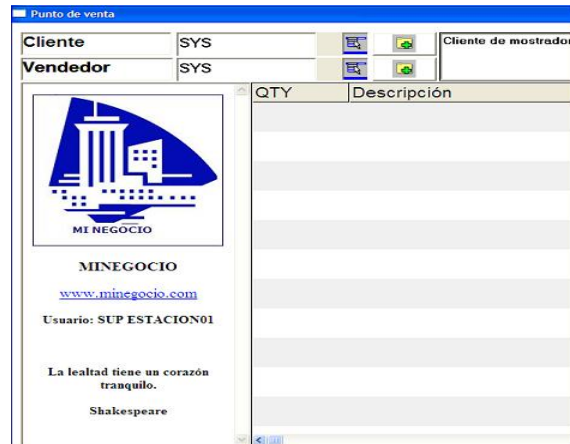 Punto de venta
Cliente SYS Cliente de mostrador
Vendedor SYS
QTY Descripción
MI NEGOCIO
MINEGOCIO
www.minegocio.com
Usuario: SUP ESTACION01
La lealtad tiene un corazón
tranquilo.
Shakespeare